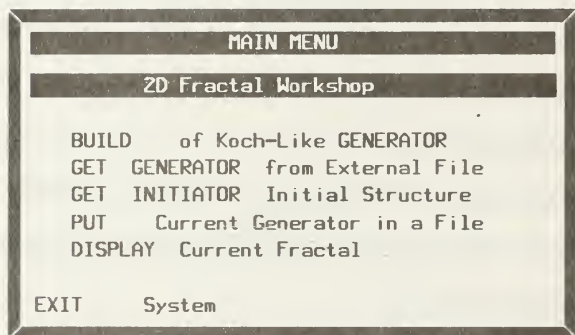 MAIN MENU
2D Fractal Workshop
BUILD of Koch-Like GENERATOR
GET GENERATOR from External File
GET INITIATOR Initial Structure
PUT Current Generator in a File
DISPLAY Current Fractal
EXIT System